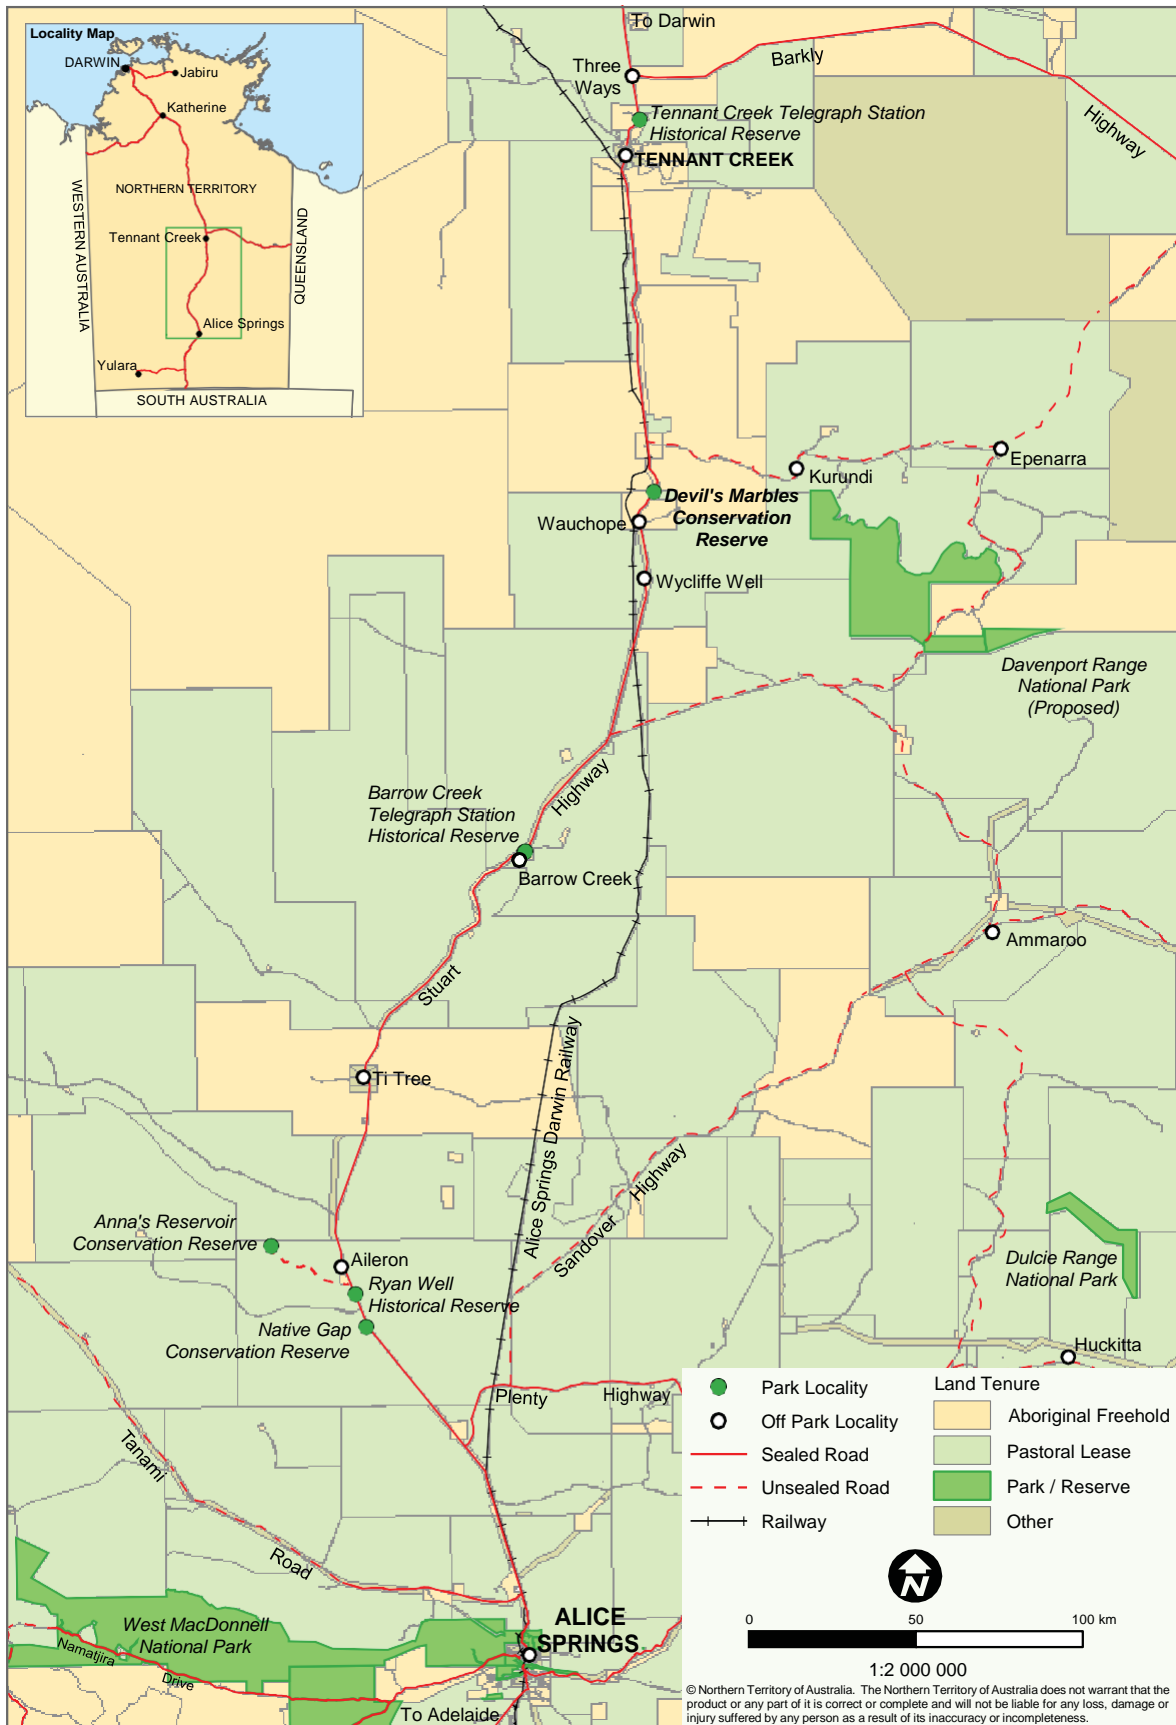 Locality Map
DARWIN
Jabiru
Katherine
NORTHERN TERRITORY
WESTERN AUSTRALIA
QUEENSLAND
Tennant Creek
Alice Springs
Yulara
SOUTH AUSTRALIA
To Darwin
Three
Ways
Barkly
Highway
Tennant Creek Telegraph Station
Historical Reserve
TENNANT CREEK
Epenarra
Kurundi
Devil's Marbles
Conservation
Reserve
Wauchope
Wycliffe Well
Davenport Range
National Park
(Proposed)
Highway
Barrow Creek
Telegraph Station
Historical Reserve
Barrow Creek
Ammaroo
Stuart
Ti Tree
Alice Springs Darwin Railway
Sandover
Highway
Anna's Reservoir
Conservation Reserve
Aileron
Ryan Well
Historical Reserve
Native Gap
Conservation Reserve
Dulcie Range
National Park
Huckitta
Plenty
Highway
Tanami
Road
West MacDonnell
National Park
Namatjira
Drive
ALICE
SPRINGS
To Adelaide
Park Locality
Off Park Locality
Sealed Road
Unsealed Road
Railway
Land Tenure
Aboriginal Freehold
Pastoral Lease
Park / Reserve
Other
N
0 50 100 km
1:2 000 000
© Northern Territory of Australia. The Northern Territory of Australia does not warrant that the
product or any part of it is correct or complete and will not be liable for any loss, damage or
injury suffered by any person as a result of its inaccuracy or incompleteness.